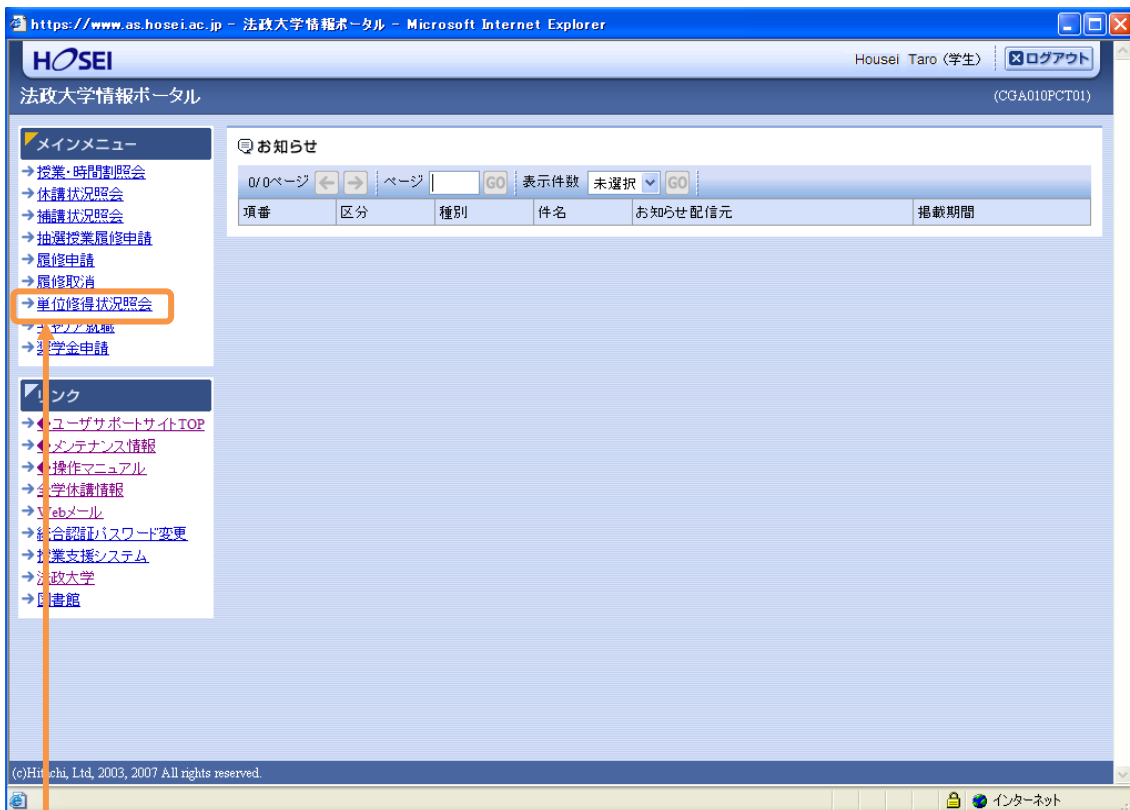 https://www.as.hosei.ac.jp - 法政大学情報ポータル - Microsoft Internet Explorer
HOSEI
Housei Taro (学生)
ログアウト
法政大学情報ポータル
(CGA010PCT01)
メインメニュー
授業・時間割照会
休講状況照会
補講状況照会
抽選授業履修申請
履修申請
履修取消
単位修得状況照会
キャリア就職
奨学金申請
リンク
◆ユーザサポートサイトTOP
◆メンテナンス情報
◆操作マニュアル
全学休講情報
Webメール
統合認証パスワード変更
授業支援システム
法政大学
図書館
お知らせ
0/0ページ ページ GO 表示件数 未選択 GO
項番 区分 種別 件名 お知らせ配信元 掲載期間
(c)Hitachi, Ltd, 2003, 2007 All rights reserved.
インターネット